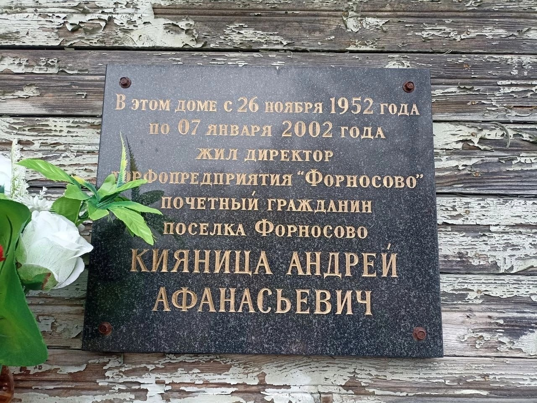 В этом доме с 26 ноября 1952 года
по 07 января 2002 года
жил директор
торфопредприятия "Форносово"
почетный гражданин
поселка Форносово
Кияница Андрей
Афанасьевич